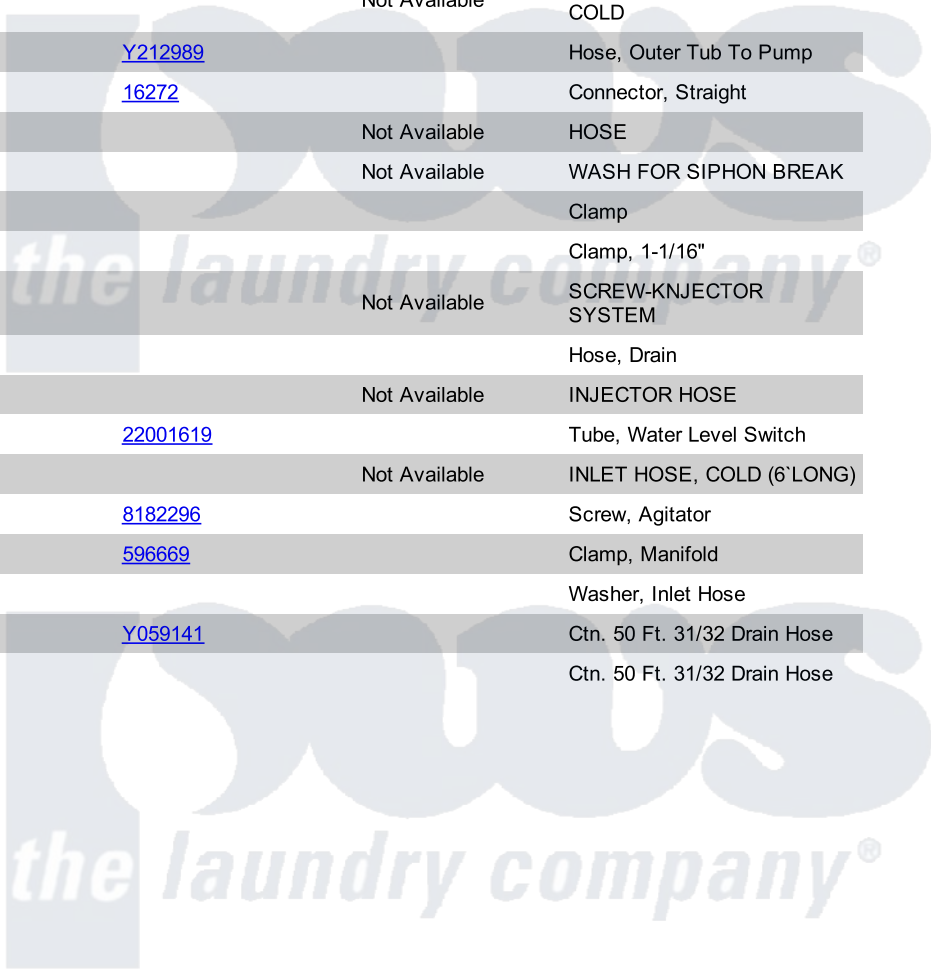 Not Available
COLD
Y212989 Hose, Outer Tub To Pump
16272 Connector, Straight
Not Available HOSE
Not Available WASH FOR SIPHON BREAK
Clamp
Clamp, 1-1/16"
Not Available SCREW-KNJECTOR
SYSTEM
Hose, Drain
Not Available INJECTOR HOSE
22001619 Tube, Water Level Switch
Not Available INLET HOSE, COLD (6`LONG)
8182296 Screw, Agitator
596669 Clamp, Manifold
Washer, Inlet Hose
Y059141 Ctn. 50 Ft. 31/32 Drain Hose
Ctn. 50 Ft. 31/32 Drain Hose
pws
the laundry company®
pws
the laundry company®